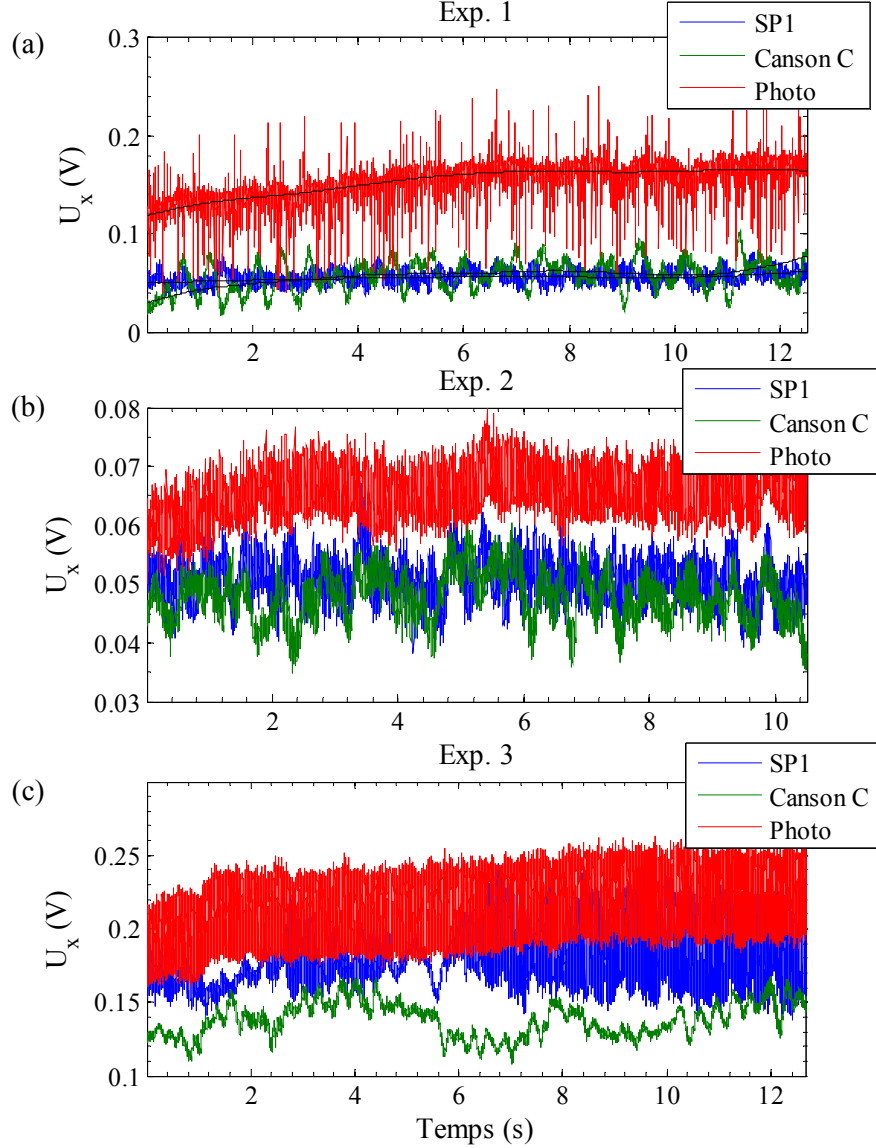 Exp. 1
SP1
Canson C
Photo
(a)
0.3
0.2
0.1
0
U_x (V)
2
4
6
8
10
12
Exp. 2
SP1
Canson C
Photo
(b)
0.08
0.07
0.06
0.05
0.04
0.03
U_x (V)
2
4
6
8
10
Exp. 3
SP1
Canson C
Photo
(c)
0.25
0.2
0.15
0.1
U_x (V)
2
4
6
8
10
12
Temps (s)